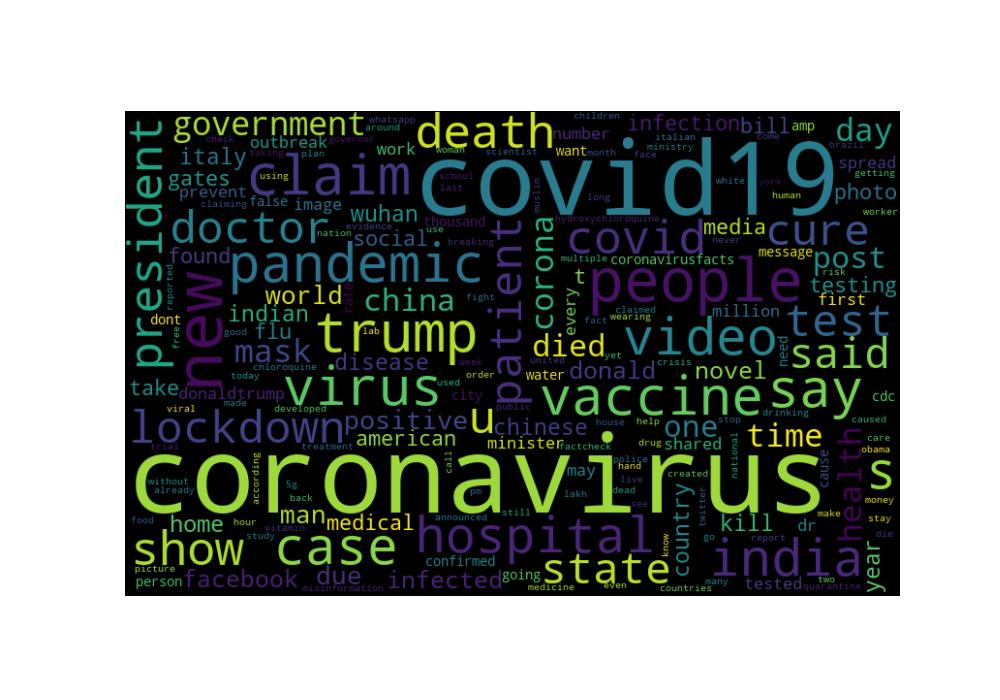 government
death
infection
bill
amp
day
whatsapp
children
check
governor
around
outbreak
work
number
want
month
italian
ministry
face
come
brazil
spread
getting
italy
gates
prevent
taking
plan
using
claim
woman
scientist
school
last
covid19
white
york
human
photo
worker
president
claiming
false
image
doctor
nation
evidence
use
wuhan
social
thousand
breaking
muslim
long
hydroxychloroquine
covid
media
never
cure
found
pandemic
patient
corona
multiple
coronavirusfacts
message
post
risk
reported
new
world
indian
china
rate
fight
t
every
people
claimed
wearing
million
testing
first
dont
free
good
flu
lab
trump
died
fact
yet
video
need
test
mask
disease
chloroquine
today
week
water
donald
crisis
novel
said
take
donaldtrump
virus
used
order
city
vaccine
say
cdc
viral
made
developed
public
house
help
stop
drinking
caused
lockdown
positive
u
chinese
one
time
care
obama
trial
treatment
american
minister
factcheck
drug
shared
national
cause
health
s
coronavirus
according
call
may
hand
police
live
created
without
already
5g
back
pm
lakh
dead
see
twitter
money
make
stay
food
home
hour
vitamin
man
medical
announced
still
hospital
know
country
go
kill
report
dr
die
show
study
case
confirmed
state
many
india
year
picture
person
facebook
due
infected
going
misinformation
medicine
even
countries
tested
two
quarantine
united